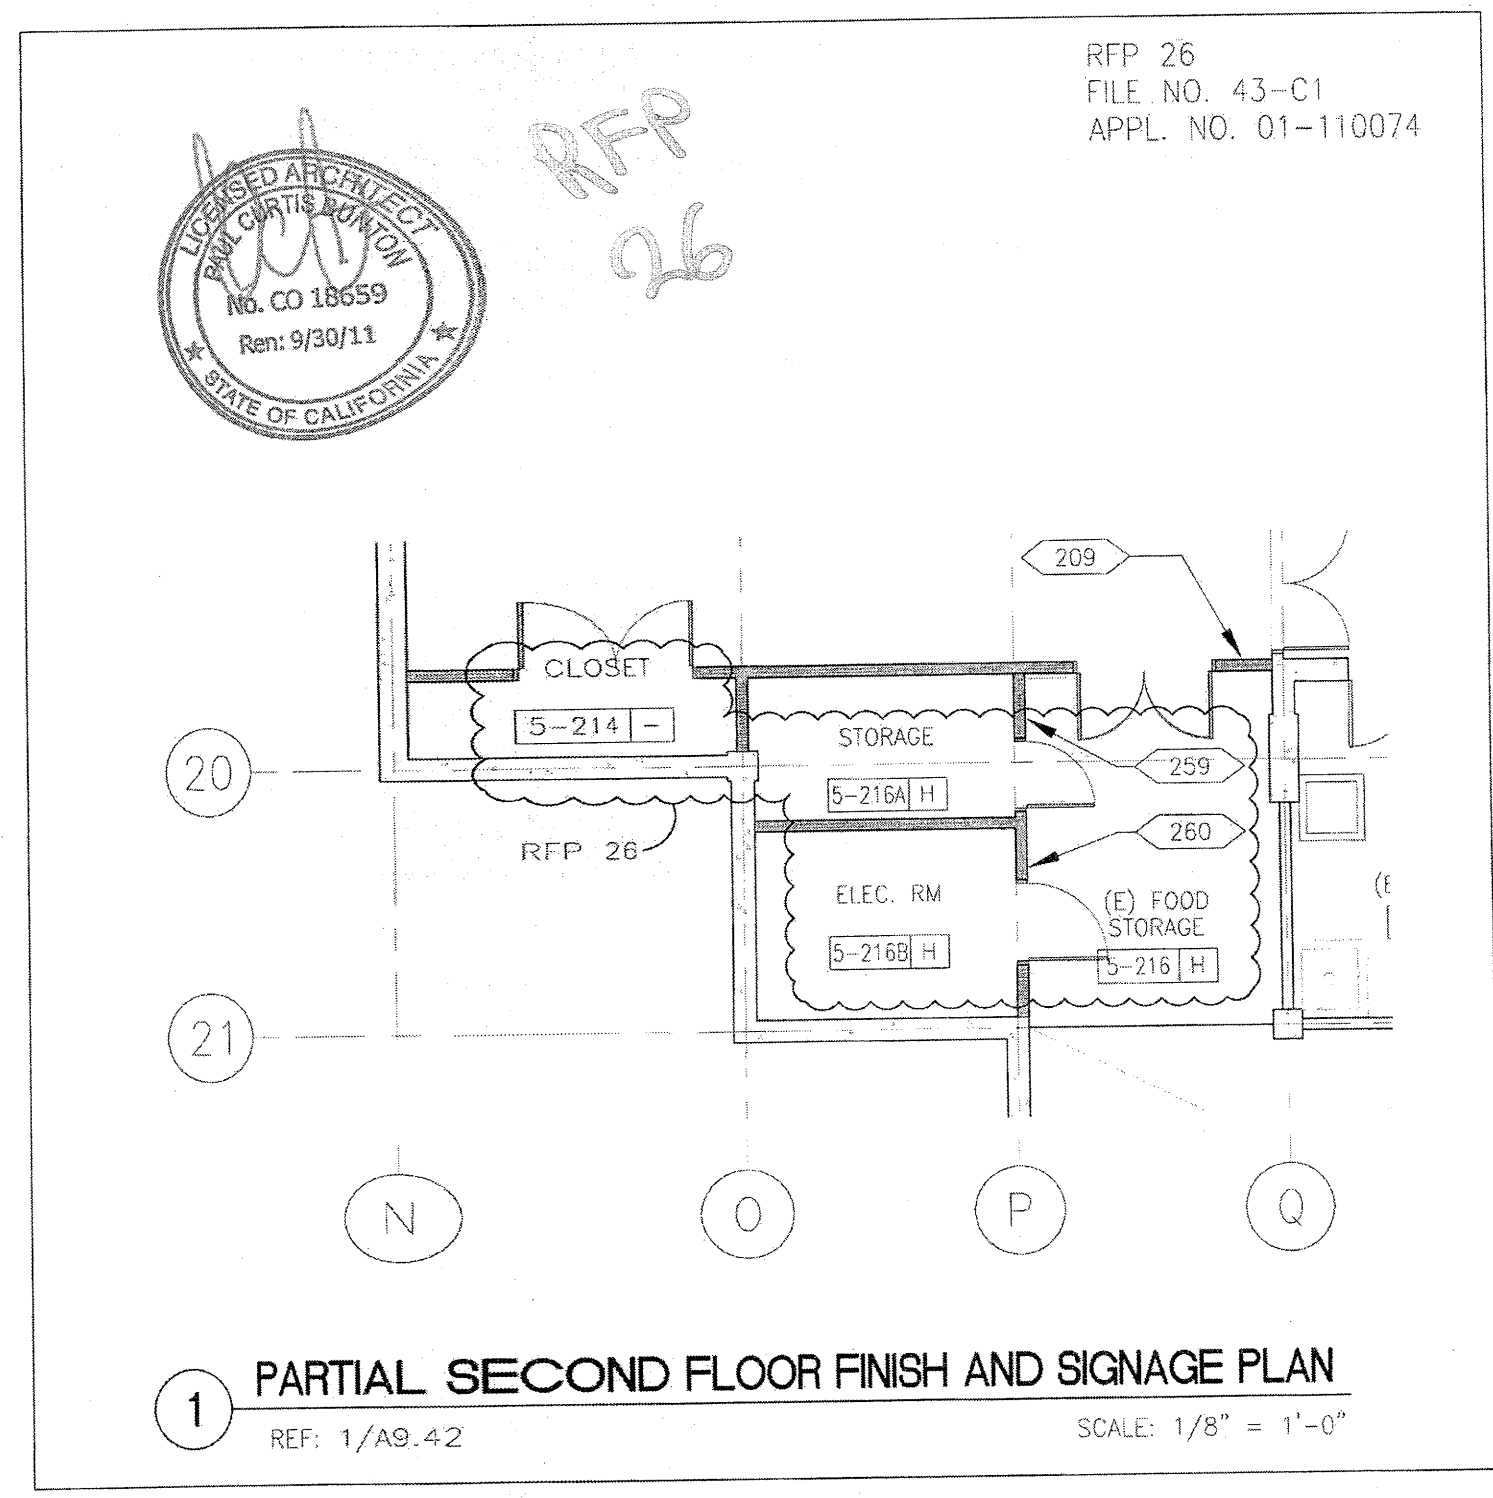 RFP 26
FILE NO. 43-C1
APPL. NO. 01-110074
RFP
26
LICENSED ARCHITECT
PAUL CURTIS BUNTON
No. CO 18659
Ren: 9/30/11
STATE OF CALIFORNIA
209
CLOSET
5-214 -
STORAGE
5-216A H
259
20
260
RFP 26
ELEC. RM
5-216B H
(E) FOOD
STORAGE
5-216 H
21
N
O
P
Q
1
PARTIAL SECOND FLOOR FINISH AND SIGNAGE PLAN
REF: 1/A9.42
SCALE: 1/8" = 1'-0"